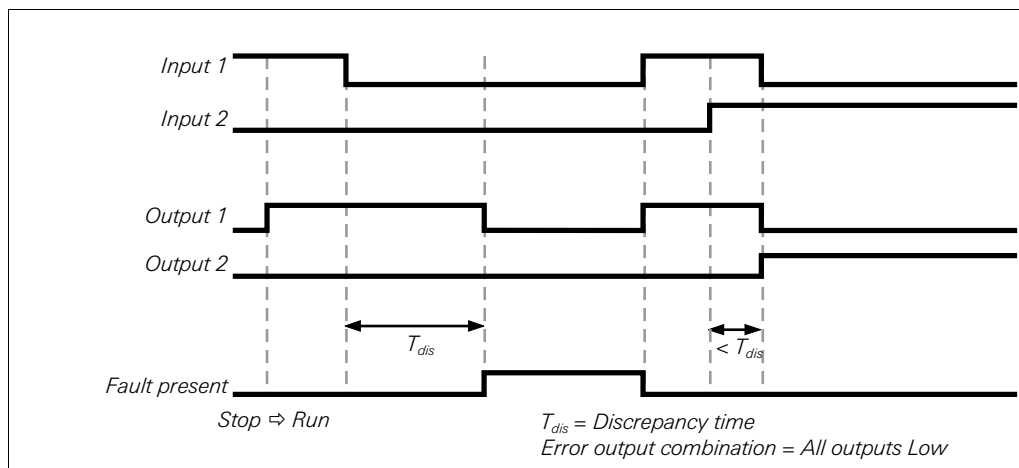 Input 1
Input 2
Output 1
Output 2
T_dis
< T_dis
Fault present
Stop ⇨ Run
T_dis = Discrepancy time
Error output combination = All outputs Low